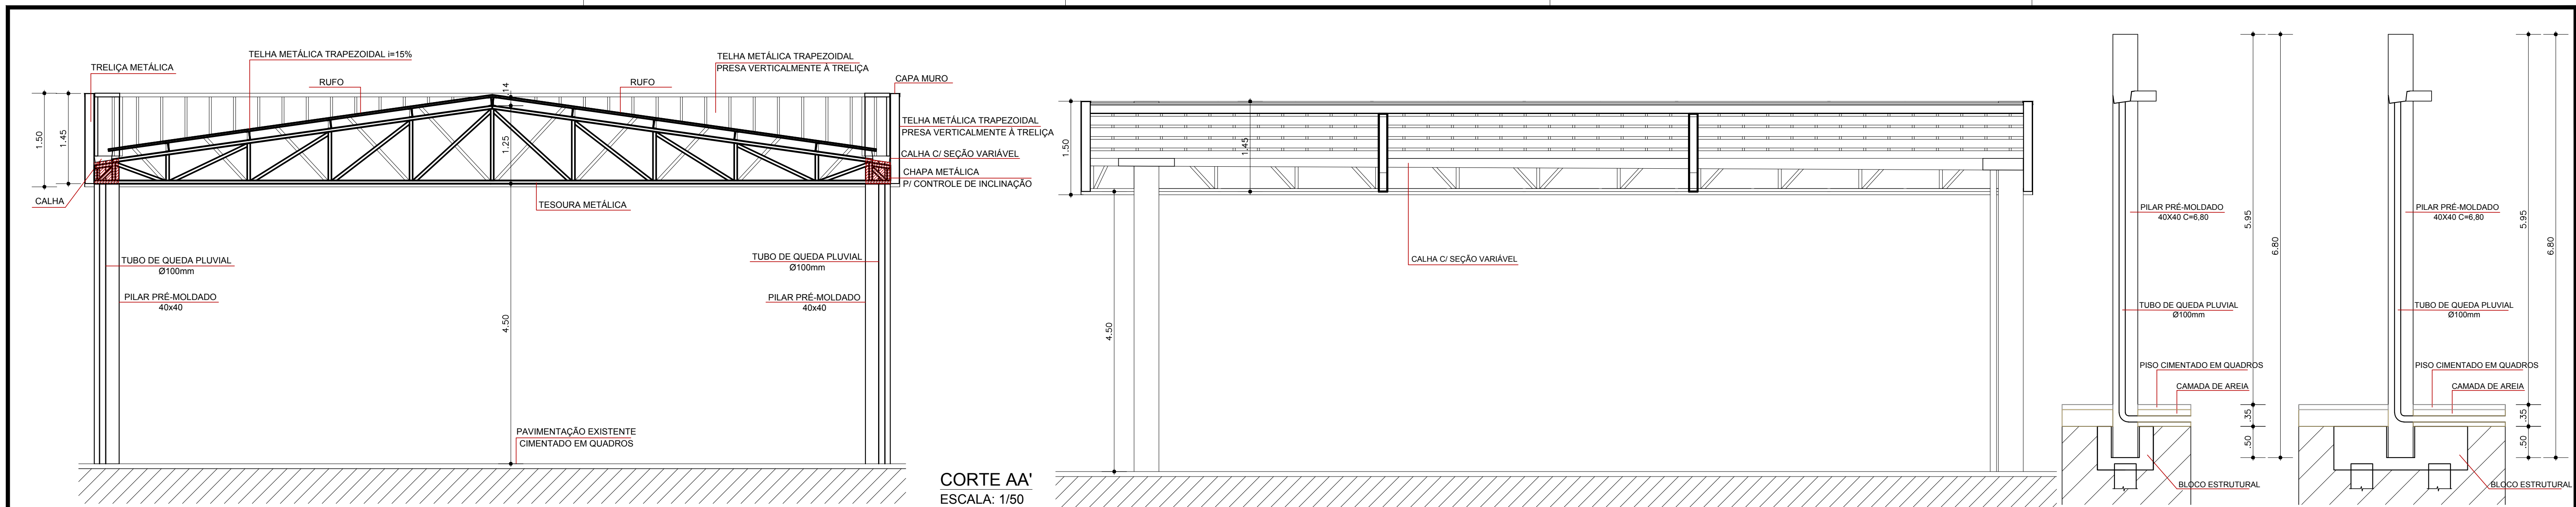 TRELIÇA METÁLICA
TELHA METÁLICA TRAPEZOIDAL i=15%
RUFO
RUFO
TELHA METÁLICA TRAPEZOIDAL
PRESA VERTICALMENTE À TRELIÇA
CAPA MURO
TELHA METÁLICA TRAPEZOIDAL
PRESA VERTICALMENTE À TRELIÇA
CALHA C/ SEÇÃO VARIÁVEL
CHAPA METÁLICA
P/ CONTROLE DE INCLINAÇÃO
1.50
1.45
.14
1.25
CALHA
TESOURA METÁLICA
TUBO DE QUEDA PLUVIAL
Ø100mm
PILAR PRÉ-MOLDADO
40x40
TUBO DE QUEDA PLUVIAL
Ø100mm
PILAR PRÉ-MOLDADO
40x40
4.50
PAVIMENTAÇÃO EXISTENTE
CIMENTADO EM QUADROS
CORTE AA'
ESCALA: 1/50
1.50
1.45
4.50
CALHA C/ SEÇÃO VARIÁVEL
PILAR PRÉ-MOLDADO
40X40 C=6,80
TUBO DE QUEDA PLUVIAL
Ø100mm
PISO CIMENTADO EM QUADROS
CAMADA DE AREIA
BLOCO ESTRUTURAL
5.95
6.80
.35
.50
PILAR PRÉ-MOLDADO
40X40 C=6,80
TUBO DE QUEDA PLUVIAL
Ø100mm
PISO CIMENTADO EM QUADROS
CAMADA DE AREIA
BLOCO ESTRUTURAL
5.95
6.80
.35
.50